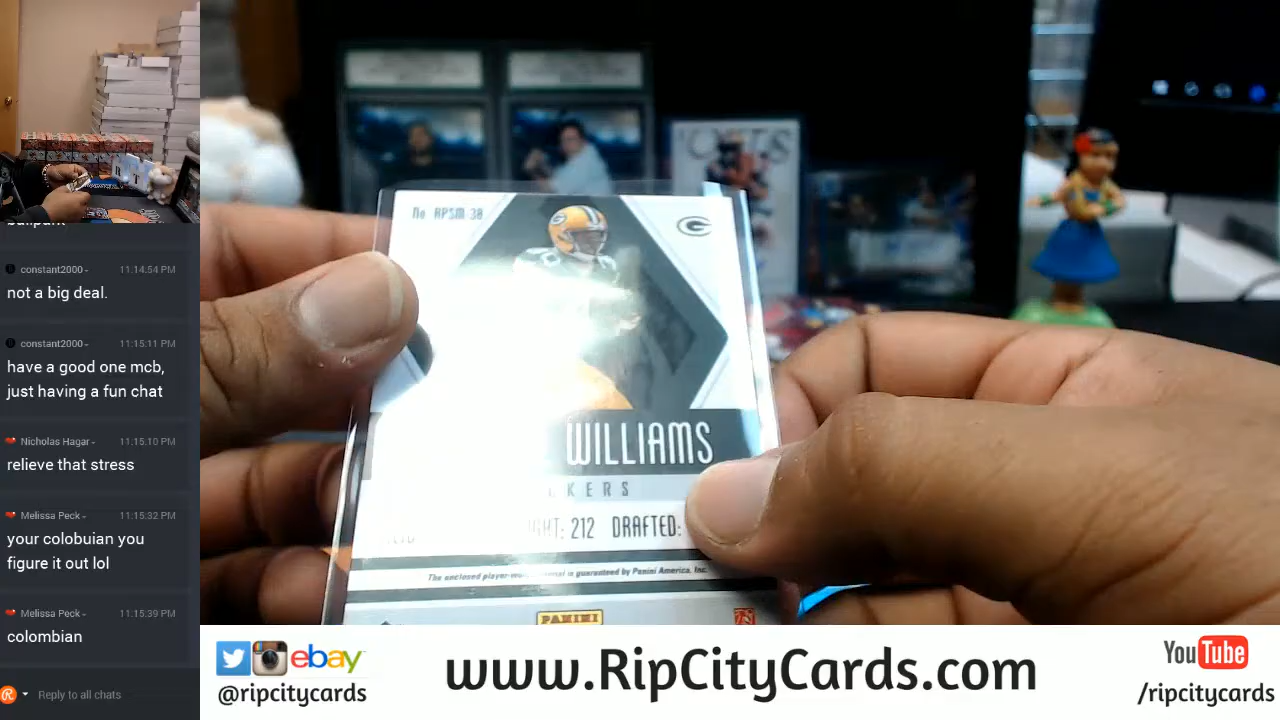 ballpark
constant2000- 11:14:54 PM
not a big deal.
constant2000- 11:15:11 PM
have a good one mcb,
just having a fun chat
Nicholas Hagar- 11:15:10 PM
relieve that stress
Melissa Peck- 11:15:32 PM
your colobuian you
figure it out lol
Melissa Peck- 11:15:39 PM
colombian
Reply to all chats
No RPSM-38
WILLIAMS
KERS
GHT: 212 DRAFTED:
The enclosed player-wo is guaranteed by Panini America, Inc.
PANINI
ebay
@ripcitycards
www.RipCityCards.com
YouTube
/ripcitycards